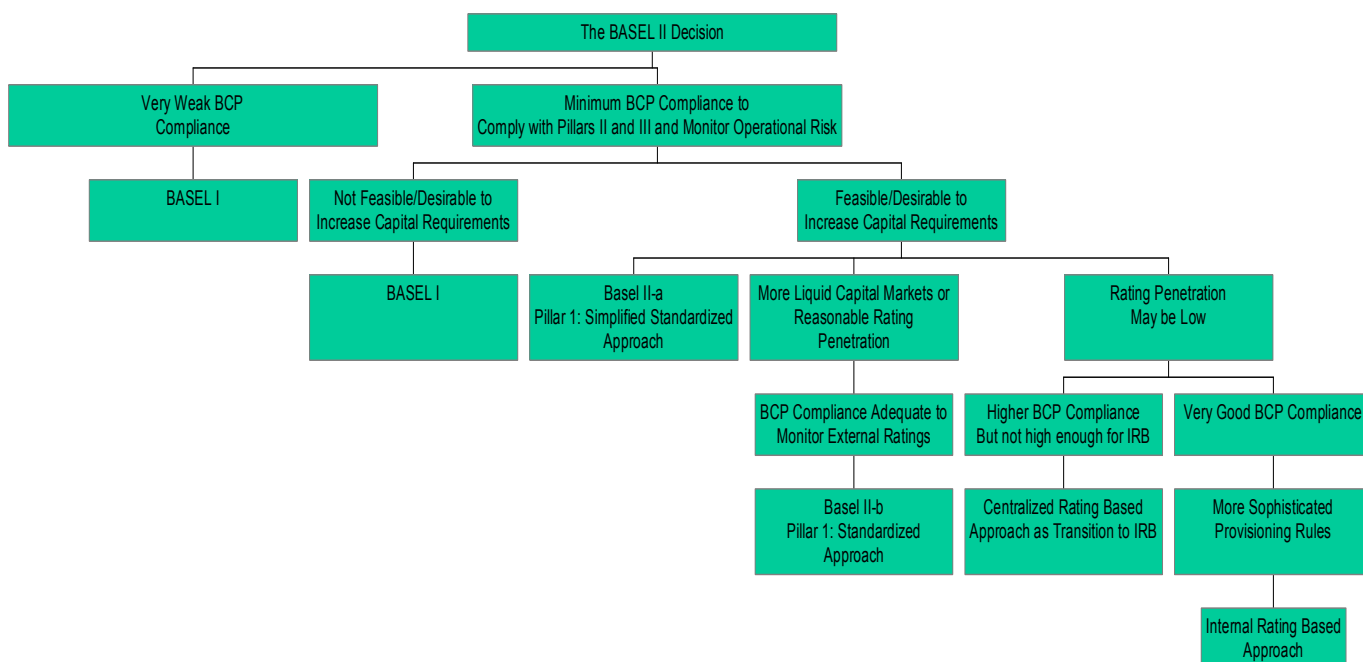 The BASEL II Decision
Very Weak BCP
Compliance
Minimum BCP Compliance to
Comply with Pillars II and III and Monitor Operational Risk
BASEL I
Not Feasible/Desirable to
Increase Capital Requirements
Feasible/Desirable to
Increase Capital Requirements
BASEL I
Basel II-a
Pillar 1: Simplified Standardized
Approach
More Liquid Capital Markets or
Reasonable Rating
Penetration
Rating Penetration
May be Low
BCP Compliance Adequate to
Monitor External Ratings
Higher BCP Compliance
But not high enough for IRB
Very Good BCP Compliance
Basel II-b
Pillar 1: Standardized
Approach
Centralized Rating Based
Approach as Transition to IRB
More Sophisticated
Provisioning Rules
Internal Rating Based
Approach